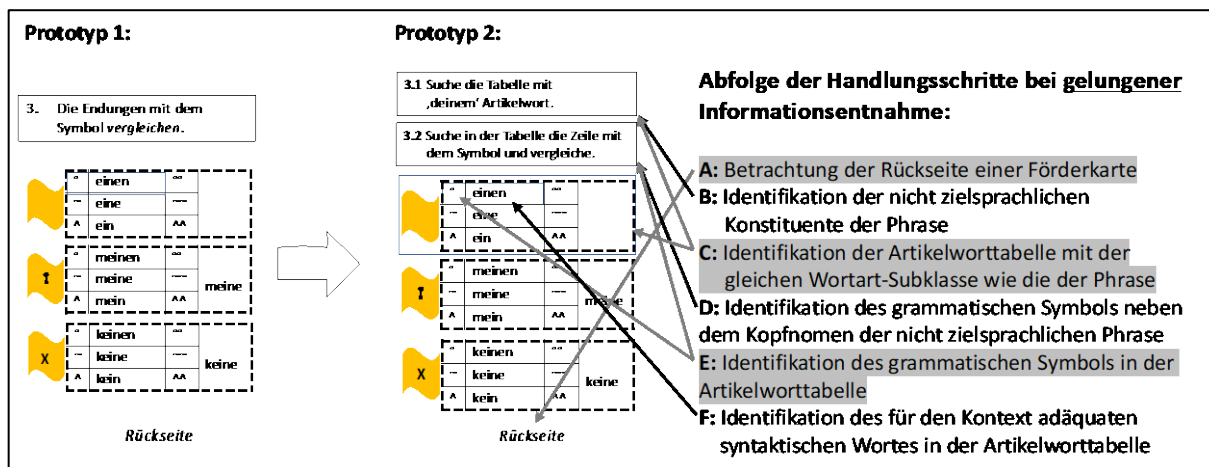 Prototyp 1:
3. Die Endungen mit dem
Symbol vergleichen.
° einen °°
~ eine ~~
^ ein ^^
° meinen °°
~ meine ~~ meine
^ mein ^^
X
° keinen °°
~ keine ~~ keine
^ kein ^^
Rückseite
Prototyp 2:
3.1 Suche die Tabelle mit
‚deinem‘ Artikelwort.
3.2 Suche in der Tabelle die Zeile mit
dem Symbol und vergleiche.
° einen °°
~ eine ~~
^ ein ^^
° meinen °°
~ meine ~~ meine
^ mein ^^
X
° keinen °°
~ keine ~~ keine
^ kein ^^
Rückseite
Abfolge der Handlungsschritte bei gelungener
Informationsentnahme:
A: Betrachtung der Rückseite einer Förderkarte
B: Identifikation der nicht zielsprachlichen
Konstituente der Phrase
C: Identifikation der Artikelworttabelle mit der
gleichen Wortart-Subklasse wie die der Phrase
D: Identifikation des grammatischen Symbols neben
dem Kopfnomen der nicht zielsprachlichen Phrase
E: Identifikation des grammatischen Symbols in der
Artikelworttabelle
F: Identifikation des für den Kontext adäquaten
syntaktischen Wortes in der Artikelworttabelle